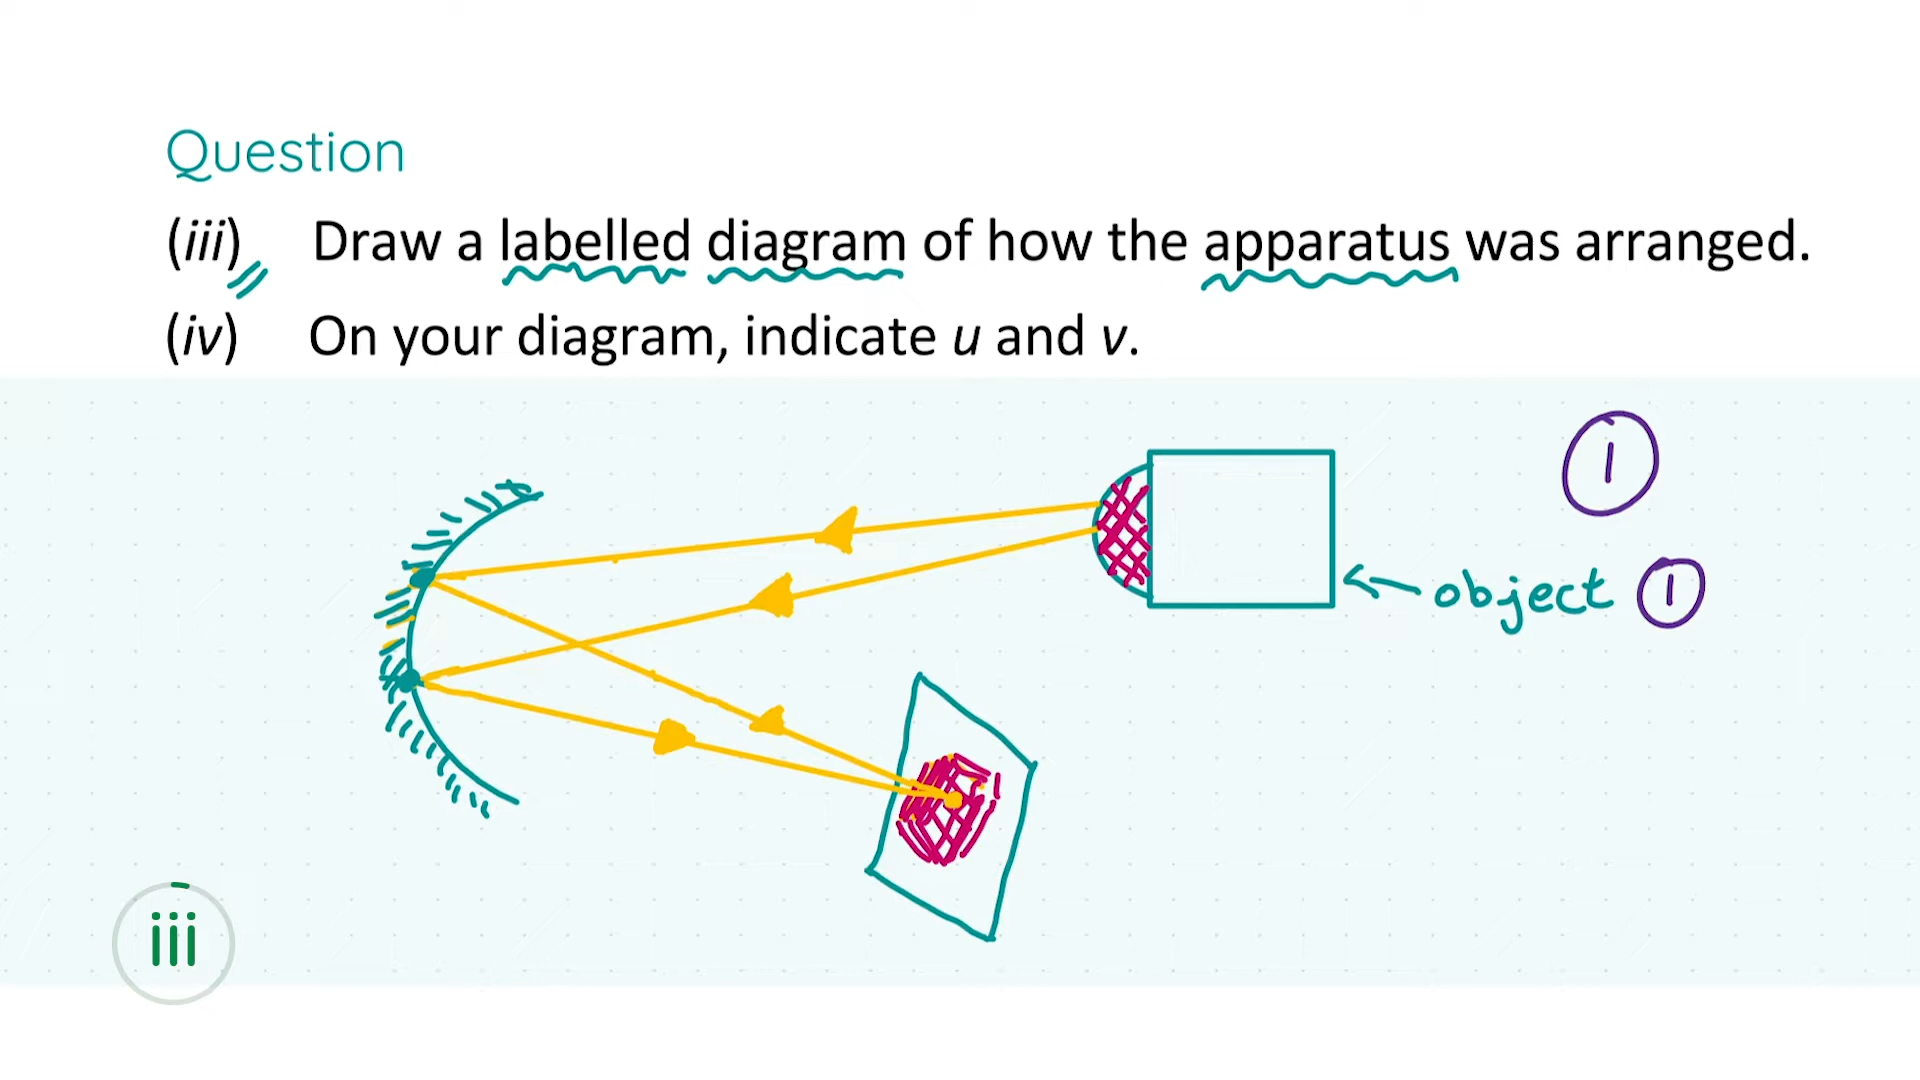 Question
(iii) Draw a labelled diagram of how the apparatus was arranged.
(iv) On your diagram, indicate u and v.
1
object 1
iii